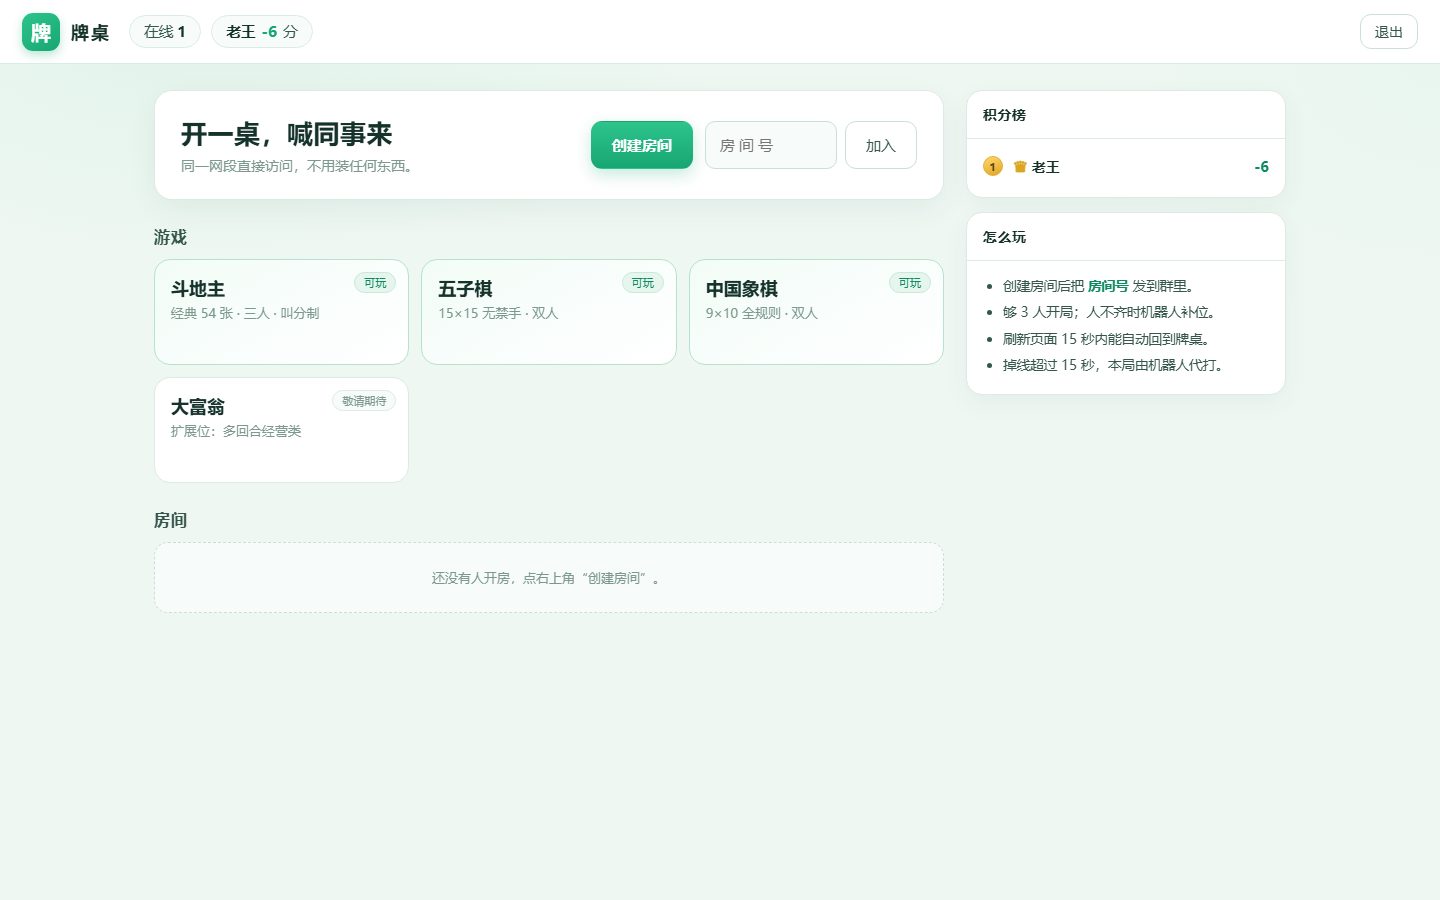 牌 牌桌 在线 1 老王 -6 分 退出
开一桌，喊同事来
同一网段直接访问，不用装任何东西。
创建房间 房间号 加入
游戏
斗地主 可玩
经典 54 张 · 三人 · 叫分制
五子棋 可玩
15×15 无禁手 · 双人
中国象棋 可玩
9×10 全规则 · 双人
大富翁 敬请期待
扩展位：多回合经营类
房间
还没有人开房，点右上角“创建房间”。
积分榜
1 老王 -6
怎么玩
创建房间后把 房间号 发到群里。
够 3 人开局；人不齐时机器人补位。
刷新页面 15 秒内能自动回到牌桌。
掉线超过 15 秒，本局由机器人代打。